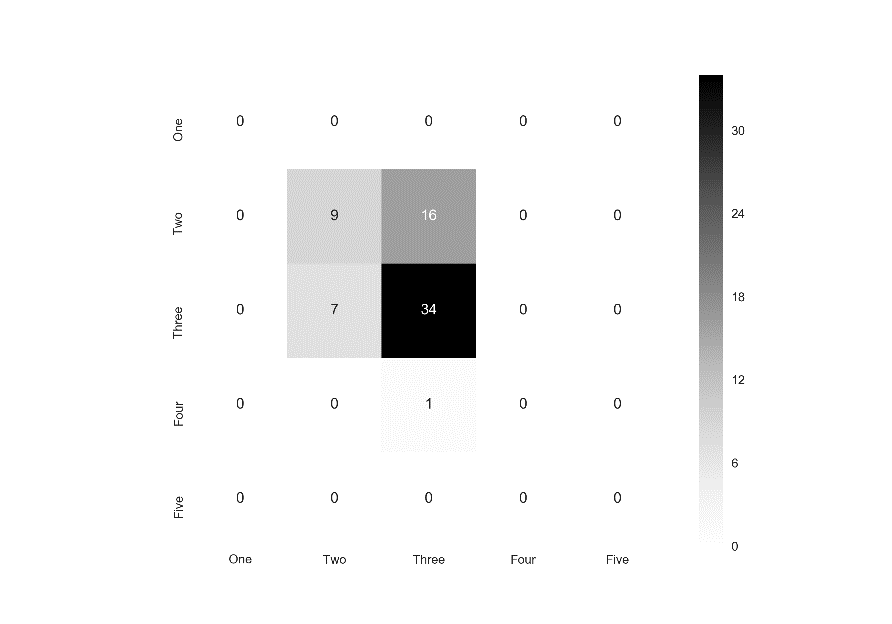 One 0 0 0 0 0
30
Two 0 9 16 0 0
24
18
Three 0 7 34 0 0
12
Four 0 0 1 0 0
6
Five 0 0 0 0 0
0
One Two Three Four Five